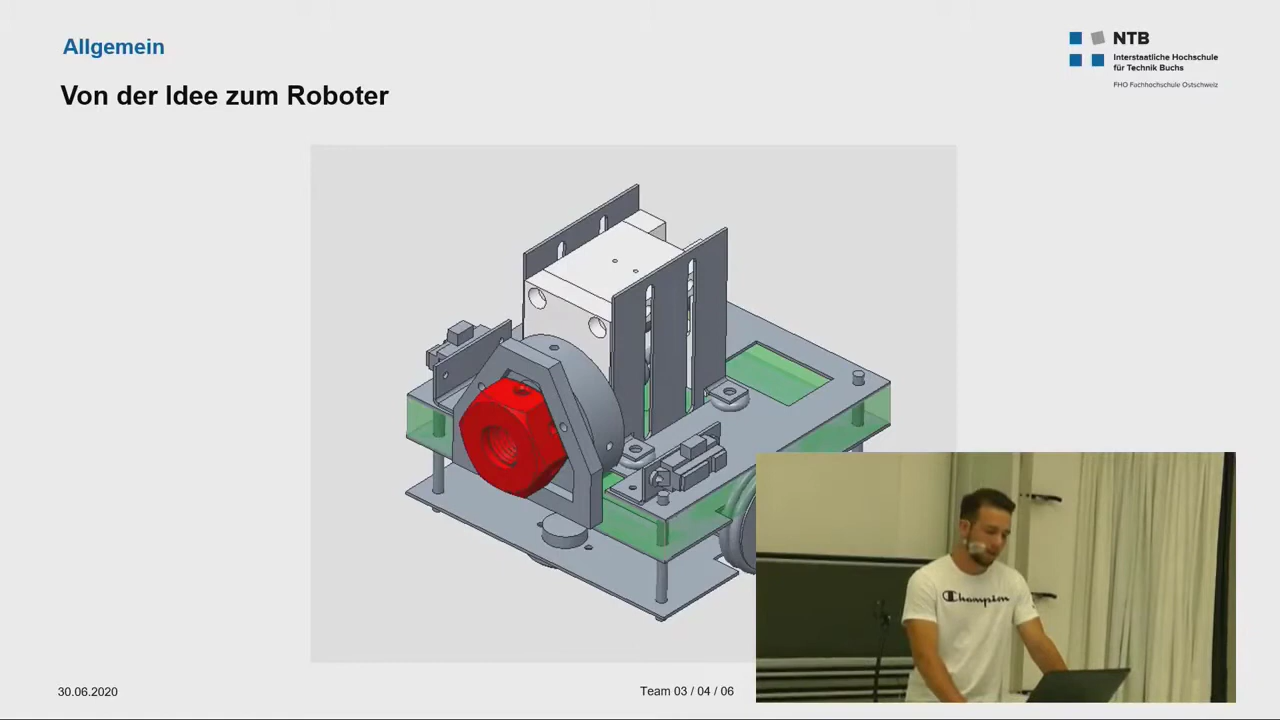 Allgemein
Von der Idee zum Roboter
NTB
Interstaatliche Hochschule
für Technik Buchs
FHO Fachhochschule Ostschweiz
Champion
30.06.2020
Team 03 / 04 / 06